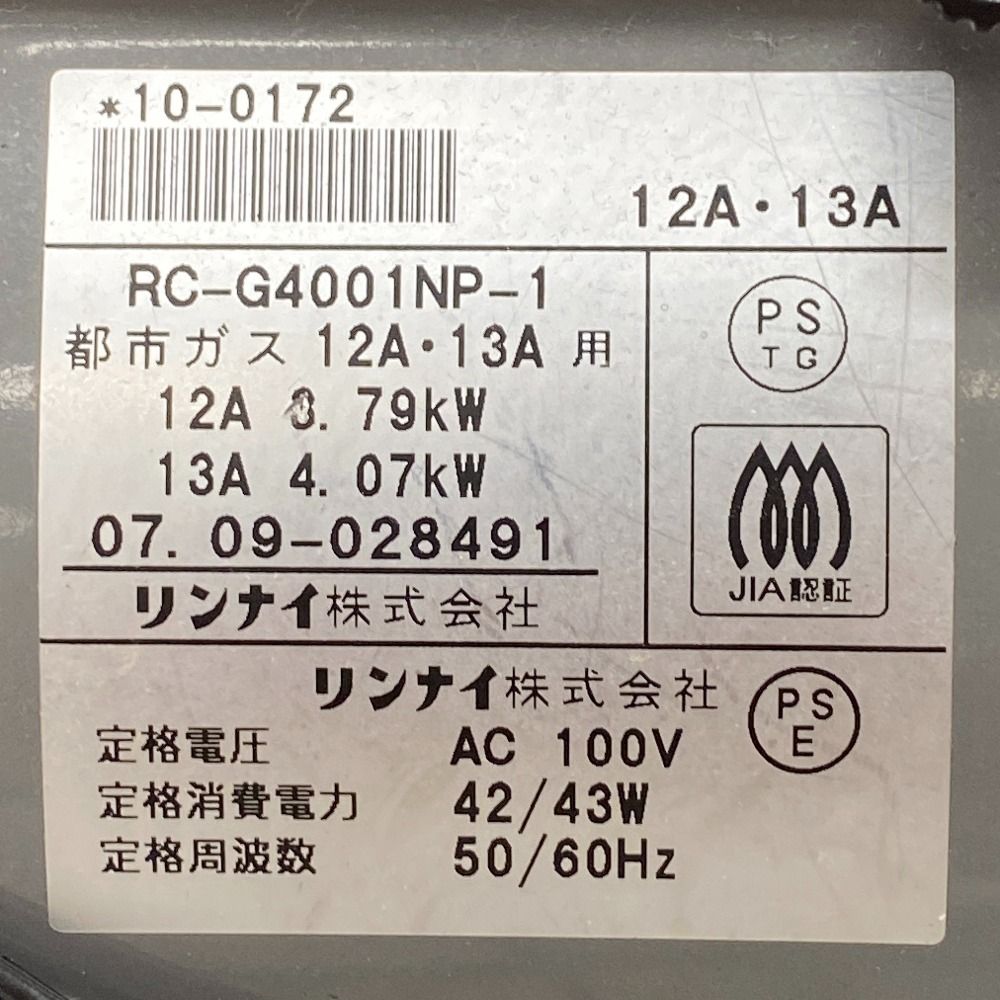 *10-0172
12A・13A
RC-G4001NP-1
都市ガス 12A・13A 用
12A 3.79kW
13A 4.07kW
07.09-028491
リンナイ株式会社
PS
TG
JIA認証
リンナイ株式会社
PS
E
定格電圧 AC 100V
定格消費電力 42/43W
定格周波数 50/60Hz